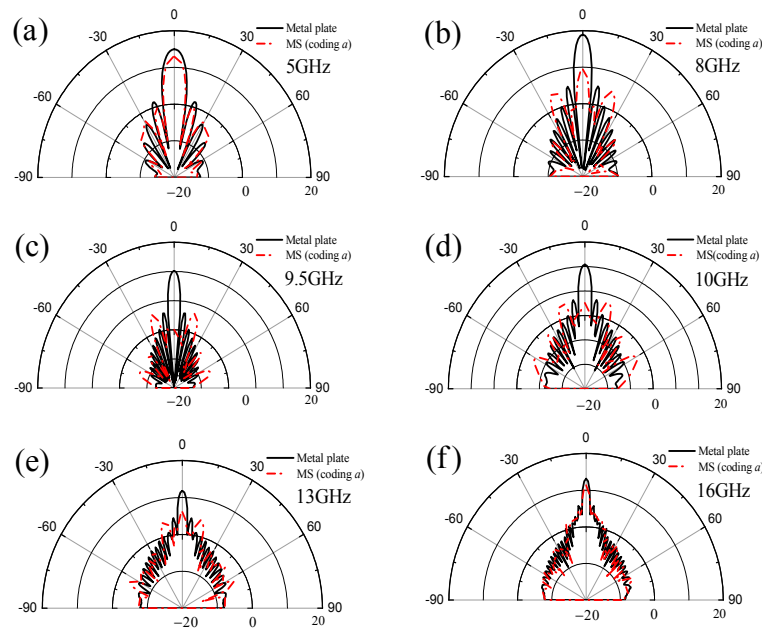 (a)
0
-30
30
-60
60
-90
90
−20
0
20
Metal plate
MS (coding a)
5GHz
(b)
0
-30
30
-60
60
-90
90
−20
0
20
Metal plate
MS (coding a)
8GHz
(c)
0
-30
30
-60
60
-90
90
−20
0
20
Metal plate
MS(coding a)
9.5GHz
(d)
0
-30
30
-60
60
-90
90
−20
0
20
Metal plate
MS(coding a)
10GHz
(e)
0
-30
30
-60
60
-90
90
−20
0
20
Metal plate
MS (coding a)
13GHz
(f)
0
-30
30
-60
60
-90
90
−20
0
20
Metal plate
MS (coding a)
16GHz